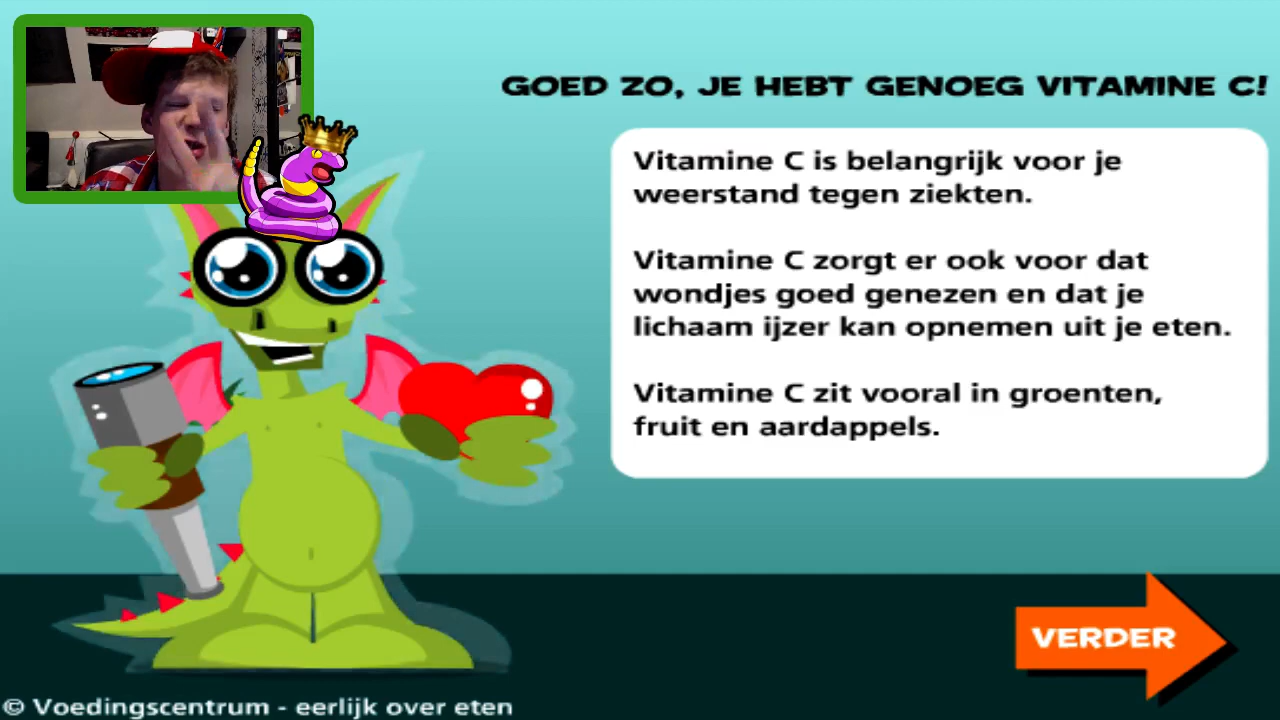 GOED ZO, JE HEBT GENOEG VITAMINE C!
Vitamine C is belangrijk voor je
weerstand tegen ziekten.
Vitamine C zorgt er ook voor dat
wondjes goed genezen en dat je
lichaam ijzer kan opnemen uit je eten.
Vitamine C zit vooral in groenten,
fruit en aardappels.
VERDER
© Voedingscentrum - eerlijk over eten